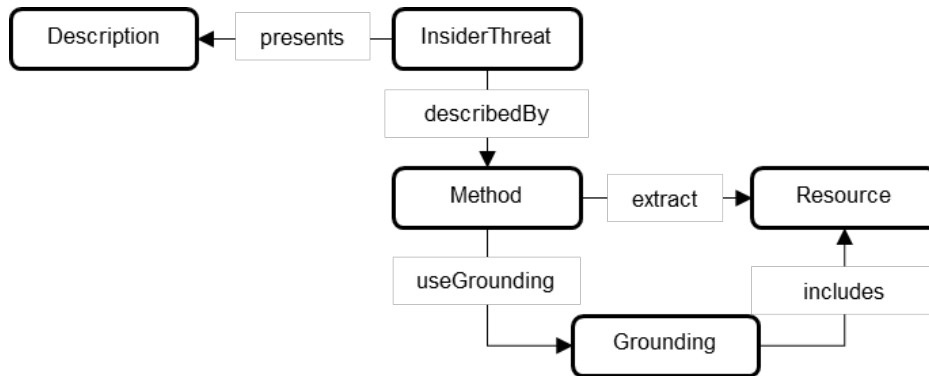 Description
presents
InsiderThreat
describedBy
Method
extract
Resource
useGrounding
includes
Grounding